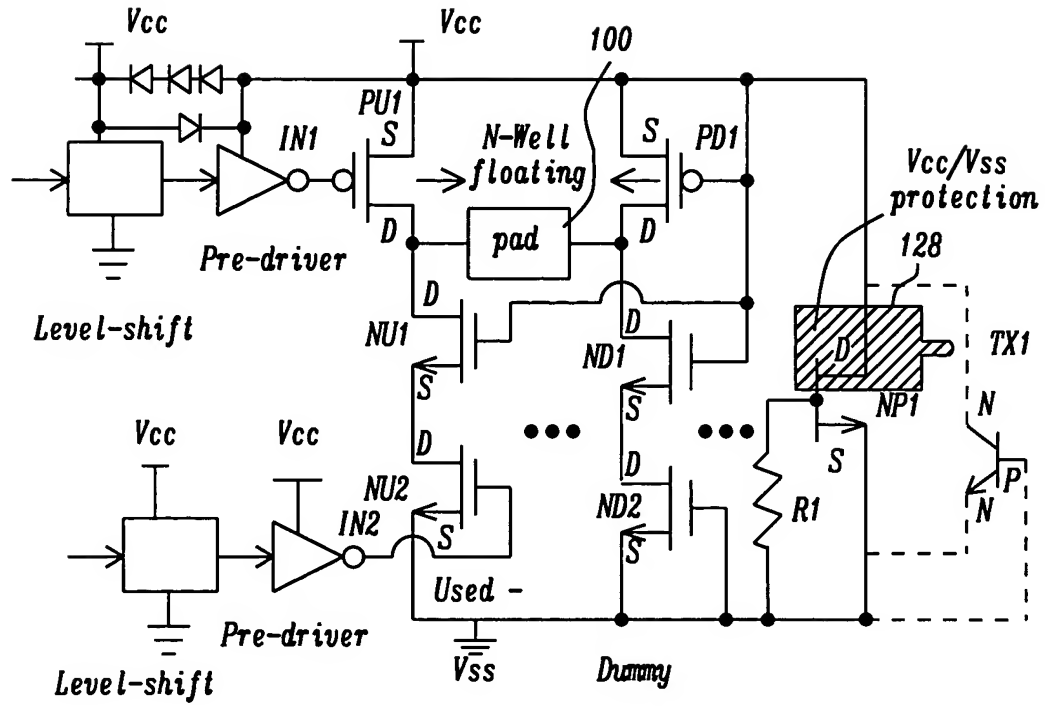 Vcc
Vcc
100
PU1
IN1
S
N-Well
floating
S
PD1
Vcc/Vss
protection
128
D
pad
D
Pre-driver
Level-shift
D
NU1
S
D
ND1
S
D
NP1
TX1
N
P
N
Vcc
Vcc
D
NU2
S
IN2
D
ND2
S
R1
S
Used -
Pre-driver
Level-shift
Vss
Dummy